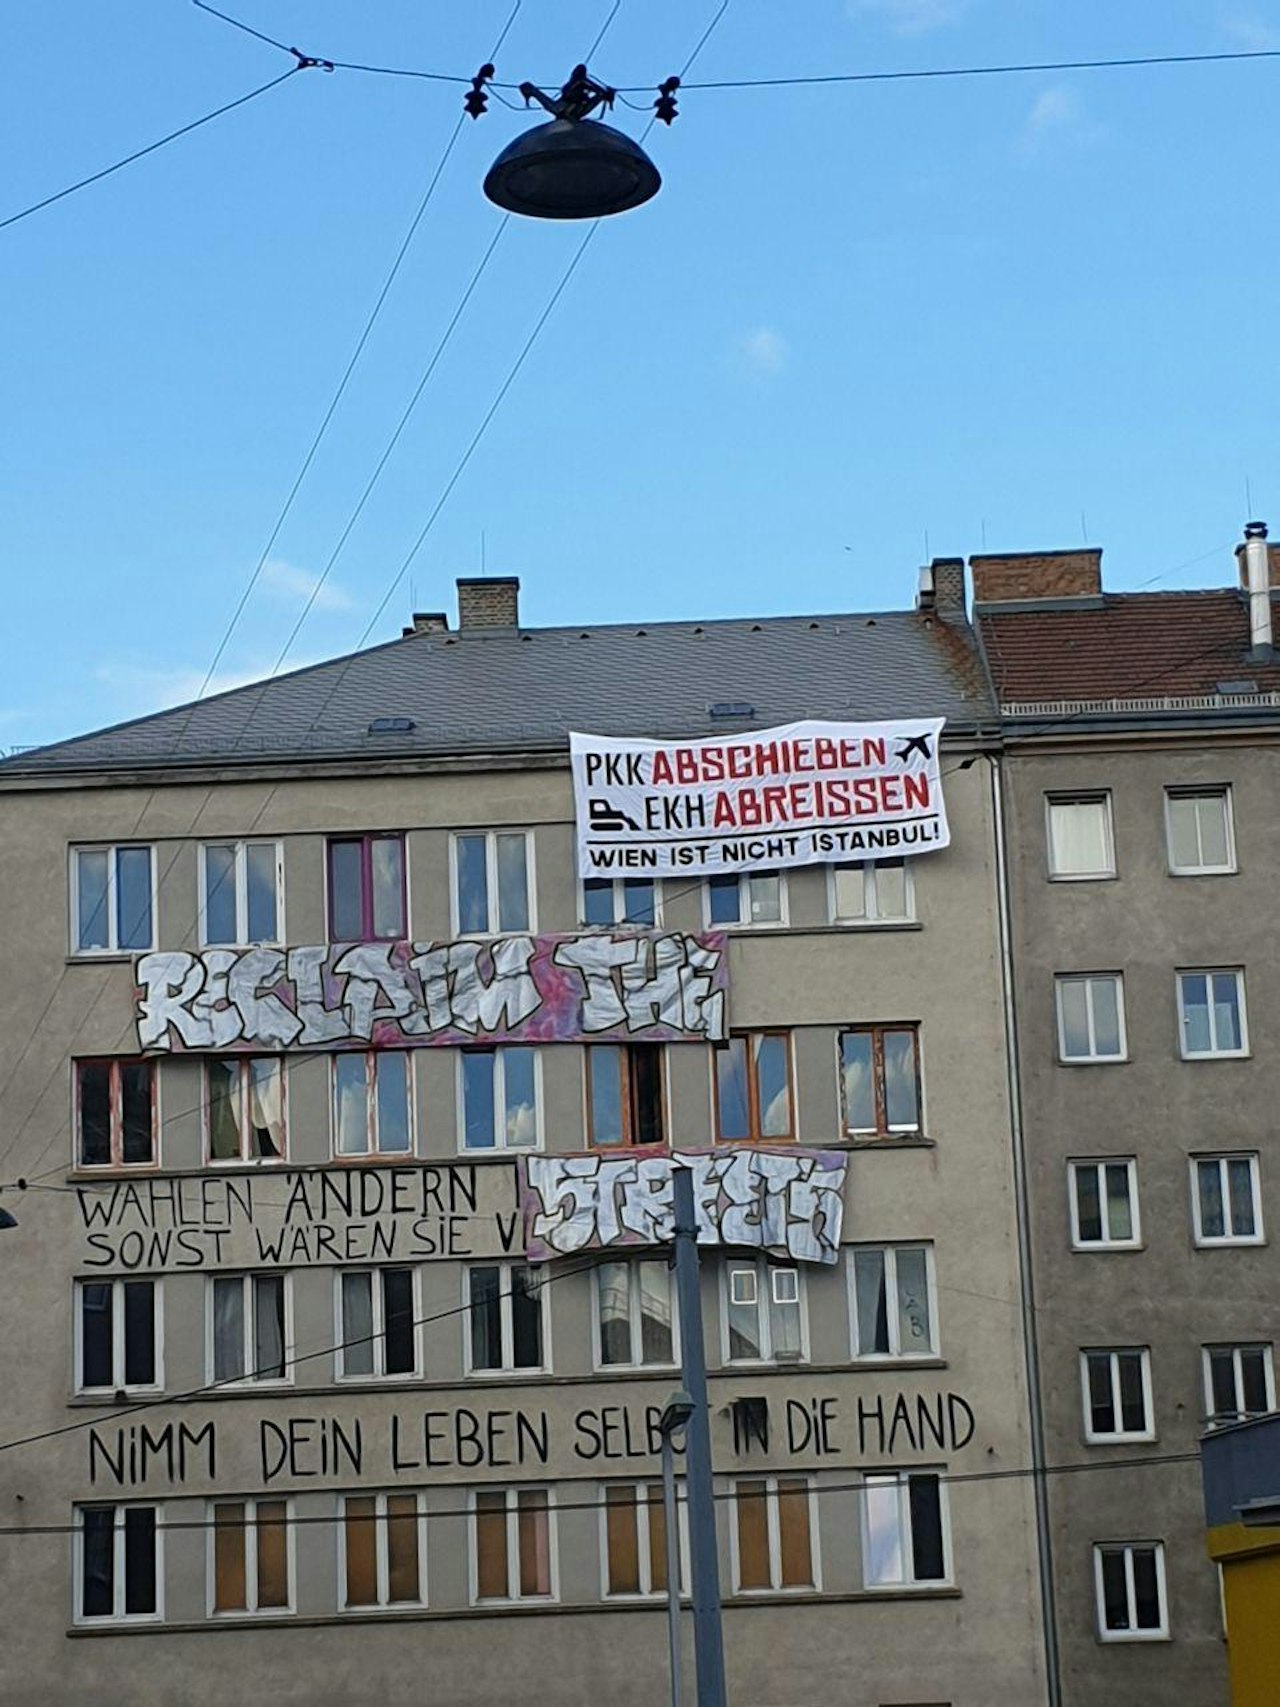 PKK ABSCHIEBEN
EKH ABREISSEN
WIEN IST NICHT ISTANBUL!
RECLAIM THE
STREETS
WAHLEN ÄNDERN
SONST WÄREN SIE
NIMM DEIN LEBEN SELBST IN DIE HAND